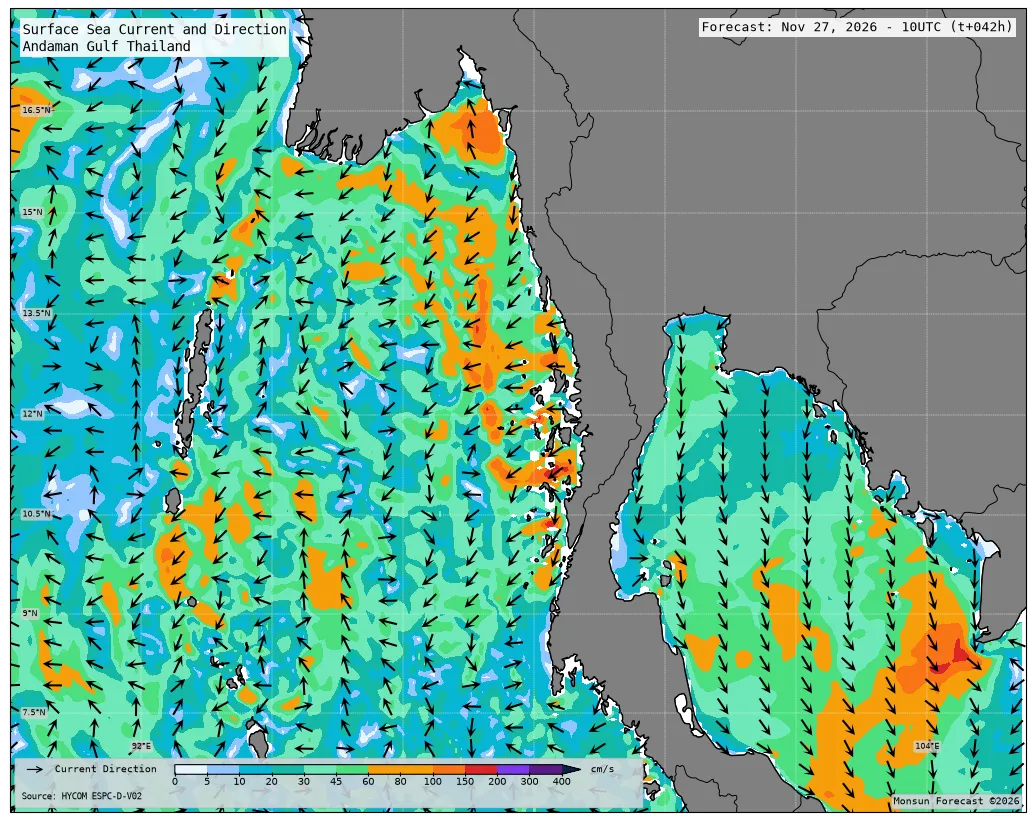 Surface Sea Current and Direction
Andaman Gulf Thailand
Forecast: Nov 27, 2026 - 10UTC (t+042h)
16.5°N
15°N
13.5°N
12°N
10.5°N
9°N
7.5°N
92°E
104°E
Current Direction
0 5 10 20 30 45 60 80 100 150 200 300 400 cm/s
Source: HYCOM ESPC-D-V02
Monsun Forecast ©2026